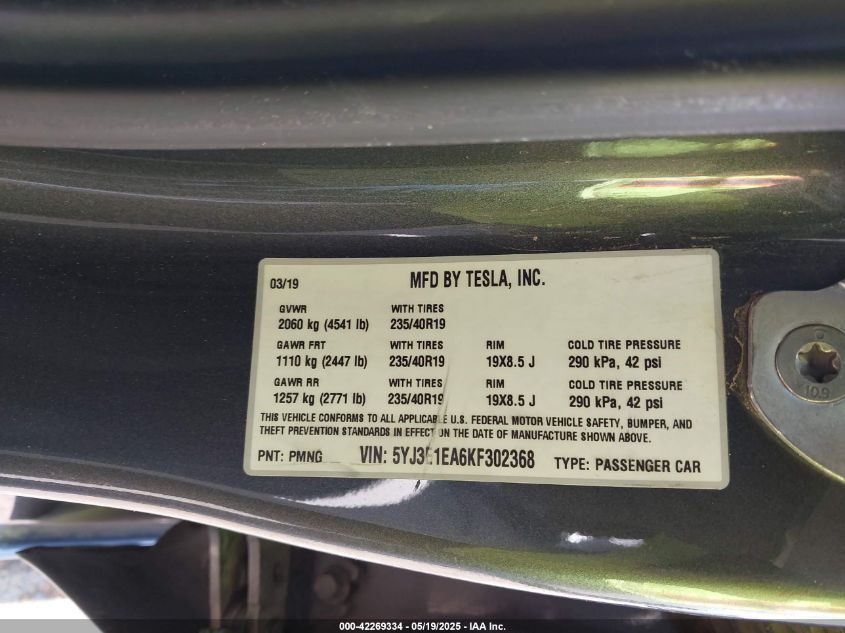 03/19 MFD BY TESLA, INC.
GVWR WITH TIRES
2060 kg (4541 lb) 235/40R19
GAWR FRT WITH TIRES RIM COLD TIRE PRESSURE
1110 kg (2447 lb) 235/40R19 19X8.5 J 290 kPa, 42 psi
GAWR RR WITH TIRES RIM COLD TIRE PRESSURE
1257 kg (2771 lb) 235/40R19 19X8.5 J 290 kPa, 42 psi
THIS VEHICLE CONFORMS TO ALL APPLICABLE U.S. FEDERAL MOTOR VEHICLE SAFETY, BUMPER, AND
THEFT PREVENTION STANDARDS IN EFFECT ON THE DATE OF MANUFACTURE SHOWN ABOVE.
PNT: PMNG VIN: 5YJ3E1EA6KF302368 TYPE: PASSENGER CAR
10.9
000-42269334 - 05/19/2025 - IAA Inc.